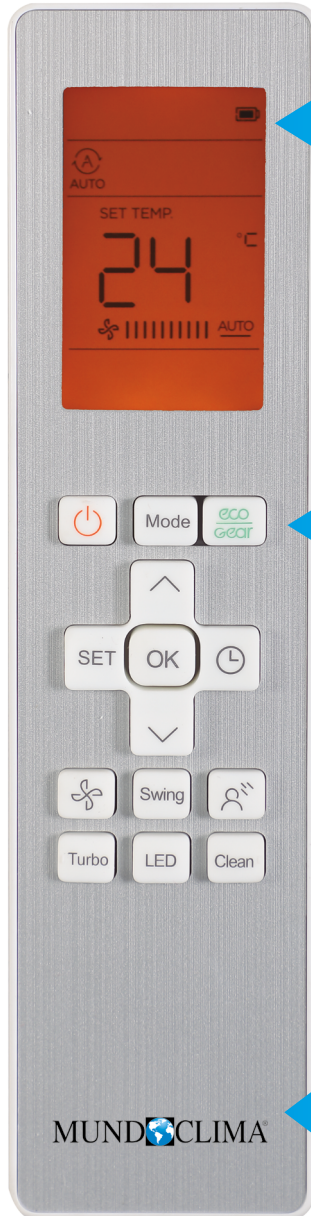 A
AUTO
SET TEMP.
24 °C
AUTO
Mode eco gear
SET OK
Swing
Turbo LED Clean
MUNDOCLIMA®